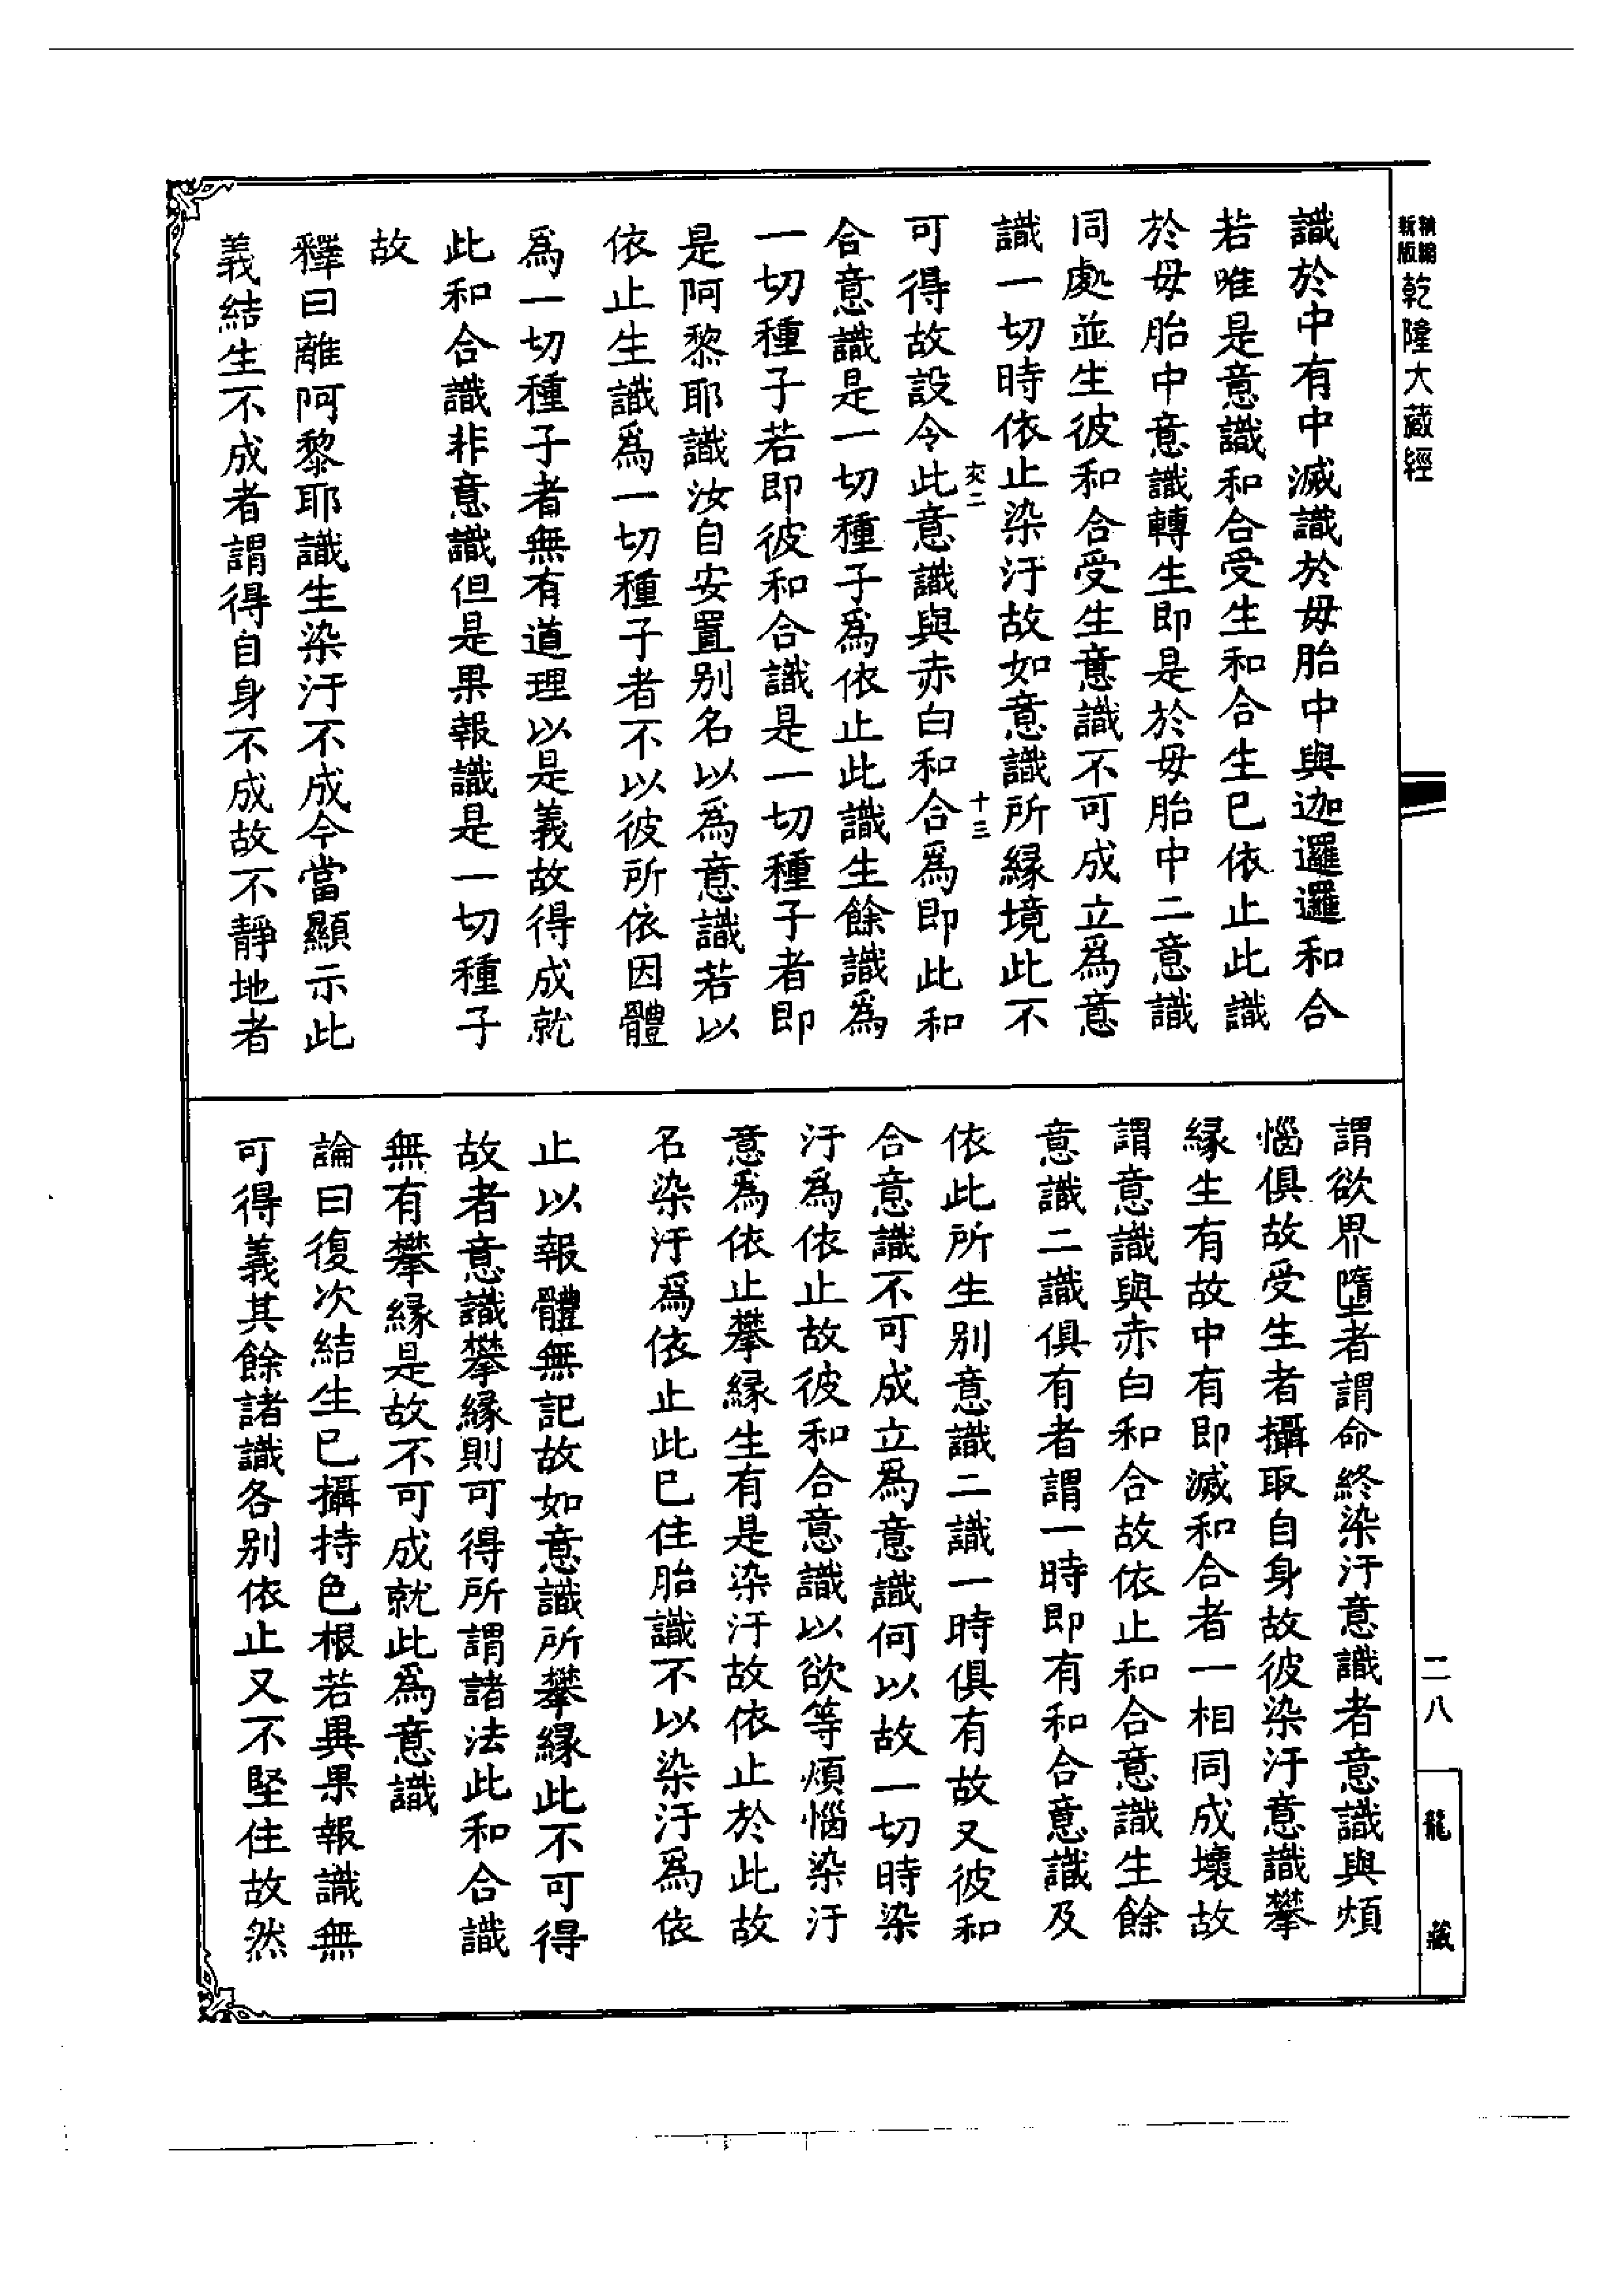 精編
新版
乾隆大藏經
識於中有中滅識於母胎中與迦邏邏和合
若唯是意識和合受生和合生已依止此識
於母胎中意識轉生即是於母胎中二意識
同處並生彼和合受生意識不可成立為意
識一切時依止染汙故如意識所緣境此不
可得故設令此意識與赤白和合為即此和
合意識是一切種子為依止此識生餘識為
一切種子若即彼和合識是一切種子者即
是阿黎耶識汝自安置別名以為意識若以
依止生識為一切種子者不以彼所依因體
為一切種子者無有道理以是義故得成就
此和合識非意識但是果報識是一切種子
故
釋曰離阿黎耶識生染汙不成今當顯示此
義結生不成者謂得自身不成故不靜地者
十三
謂欲界墮者謂命終染汙意識者意識與煩
惱俱故受生者攝取自身故彼染汙意識攀
緣生有故中有即滅和合者一相同成壞故
謂意識與赤白和合故依止和合意識生餘
意識二識俱有者謂一時即有和合意識及
依此所生別意識二識一時俱有故又彼和
合意識不可成立為意識何以故一切時染
汙為依止故彼和合意識以欲等煩惱染汙
意為依止攀緣生有是染汙故依止於此故
名染汙為依止此已住胎識不以染汙為依
止以報體無記故如意識所攀緣此不可得
故者意識攀緣則可得所謂諸法此和合識
無有攀緣是故不可成就此為意識
論曰復次結生已攝持色根若異果報識無
可得義其餘諸識各別依止又不堅住故然
二八
龍藏